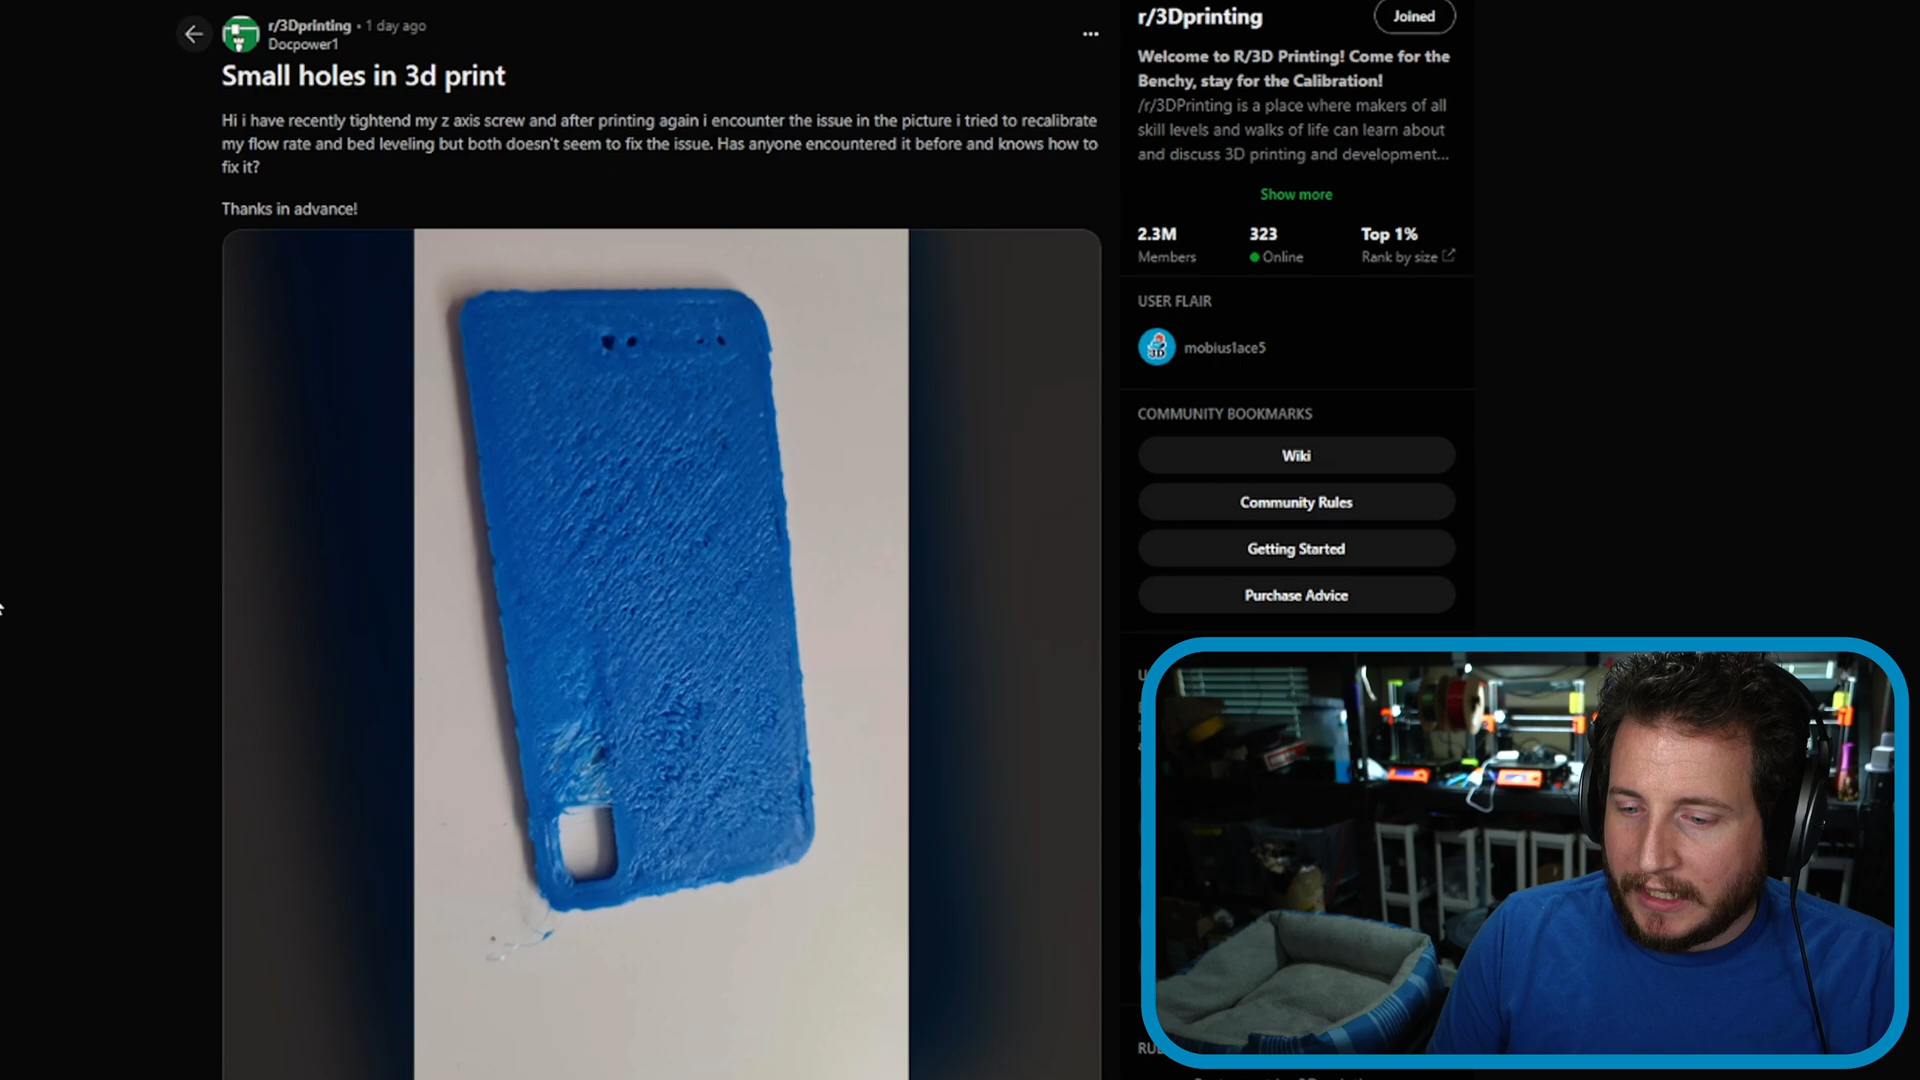 r/3Dprinting • 1 day ago
Docpower1
Small holes in 3d print
Hi i have recently tightend my z axis screw and after printing again i encounter the issue in the picture i tried to recalibrate
my flow rate and bed leveling but both doesn't seem to fix the issue. Has anyone encountered it before and knows how to
fix it?
Thanks in advance!
r/3Dprinting
Joined
Welcome to R/3D Printing! Come for the
Benchy, stay for the Calibration!
/r/3DPrinting is a place where makers of all
skill levels and walks of life can learn about
and discuss 3D printing and development...
Show more
2.3M 323 Top 1%
Members Online Rank by size
USER FLAIR
3D
mobius1ace5
COMMUNITY BOOKMARKS
Wiki
Community Rules
Getting Started
Purchase Advice